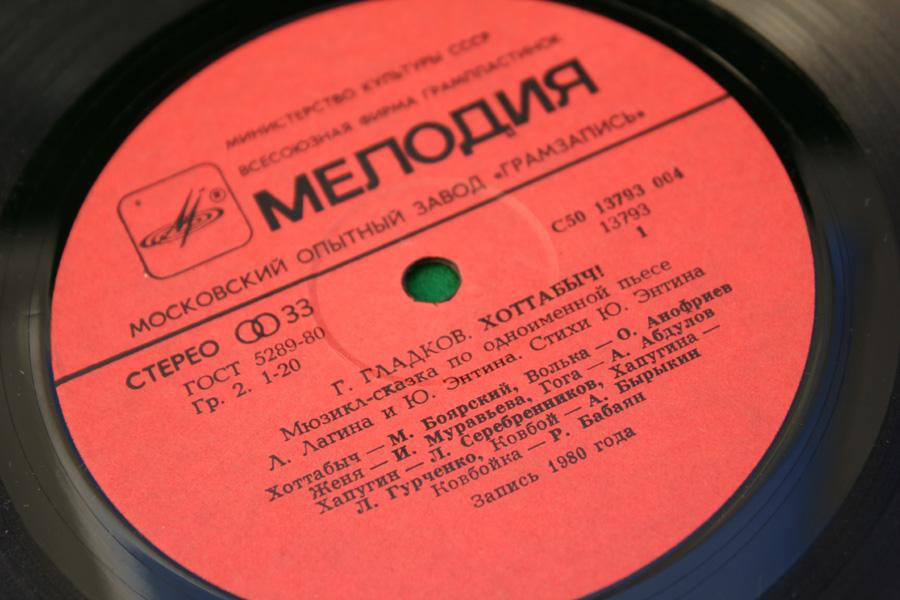 МИНИСТЕРСТВО КУЛЬТУРЫ СССР
ВСЕСОЮЗНАЯ ФИРМА ГРАМПЛАСТИНОК
МЕЛОДИЯ
МОСКОВСКИЙ ОПЫТНЫЙ ЗАВОД «ГРАМЗАПИСЬ»
С50 13793 004
13793
1
СТЕРЕО 33
ГОСТ 5289-80
Гр. 2. 1-20
Г. ГЛАДКОВ. ХОТТАБЫЧ!
Мюзикл-сказка по одноименной пьесе
Л. Лагина и Ю. Энтина. Стихи Ю. Энтина
Хоттабыч — М. Боярский, Волька — О. Анофриев
Женя — И. Муравьева, Гога — А. Абдулов
Хапугин — Л. Серебренников, Хапугина —
Л. Гурченко, Ковбой — А. Бырыкин
Ковбойка — Р. Бабаян
Запись 1980 года